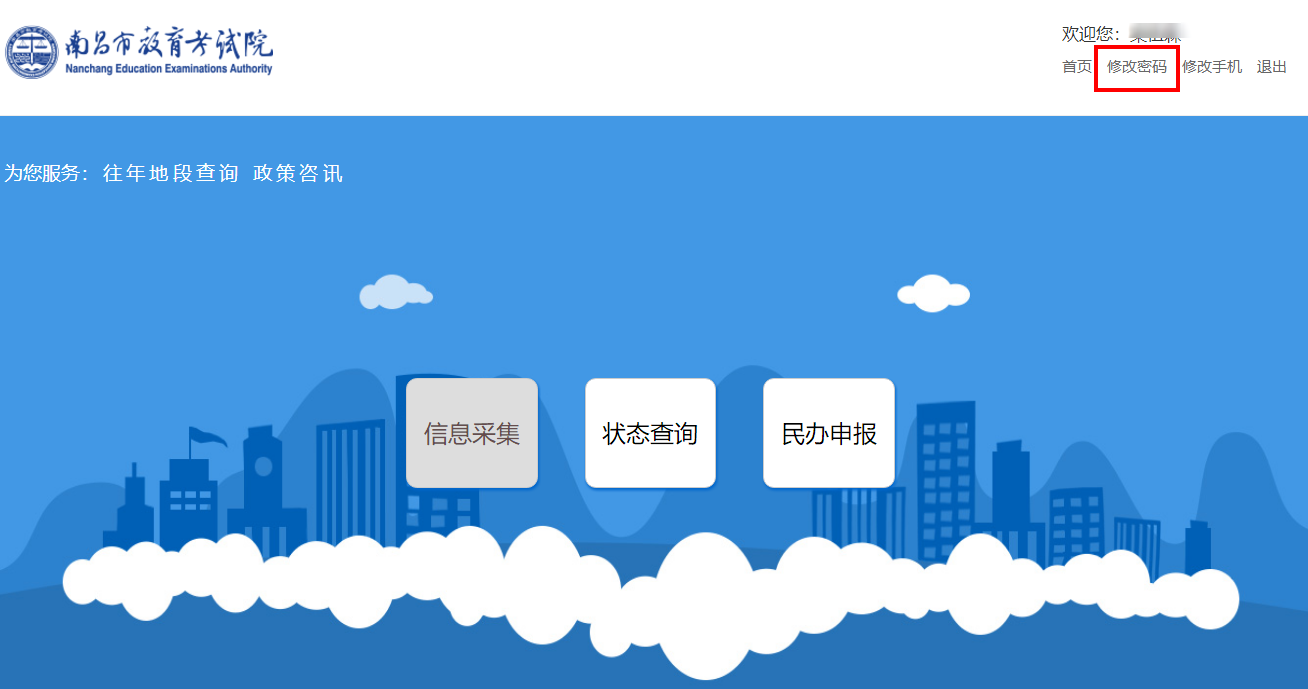 南昌市教育考试院
Nanchang Education Examinations Authority
欢迎您：
首页 修改密码 修改手机 退出
为您服务： 往年地段查询 政策咨讯
信息采集 状态查询 民办申报